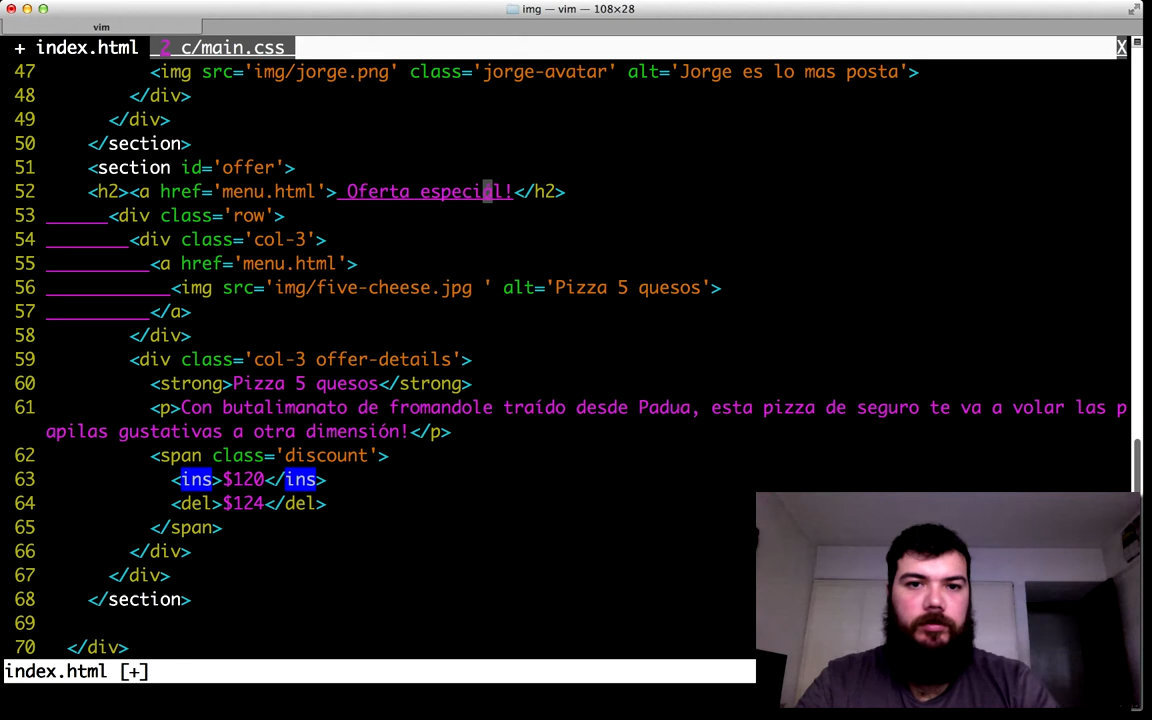 img — vim — 108×28
vim
+ index.html  2 c/main.css X
47 <img src='img/jorge.png' class='jorge-avatar' alt='Jorge es lo mas posta'>
48 </div>
49 </div>
50 </section>
51 <section id='offer'>
52 <h2><a href='menu.html'> Oferta especial!</h2>
53 <div class='row'>
54 <div class='col-3'>
55 <a href='menu.html'>
56 <img src='img/five-cheese.jpg ' alt='Pizza 5 quesos'>
57 </a>
58 </div>
59 <div class='col-3 offer-details'>
60 <strong>Pizza 5 quesos</strong>
61 <p>Con butalimanato de fromandole traído desde Padua, esta pizza de seguro te va a volar las p
apilas gustativas a otra dimensión!</p>
62 <span class='discount'>
63 <ins>$120</ins>
64 <del>$124</del>
65 </span>
66 </div>
67 </div>
68 </section>
69
70 </div>
index.html [+]